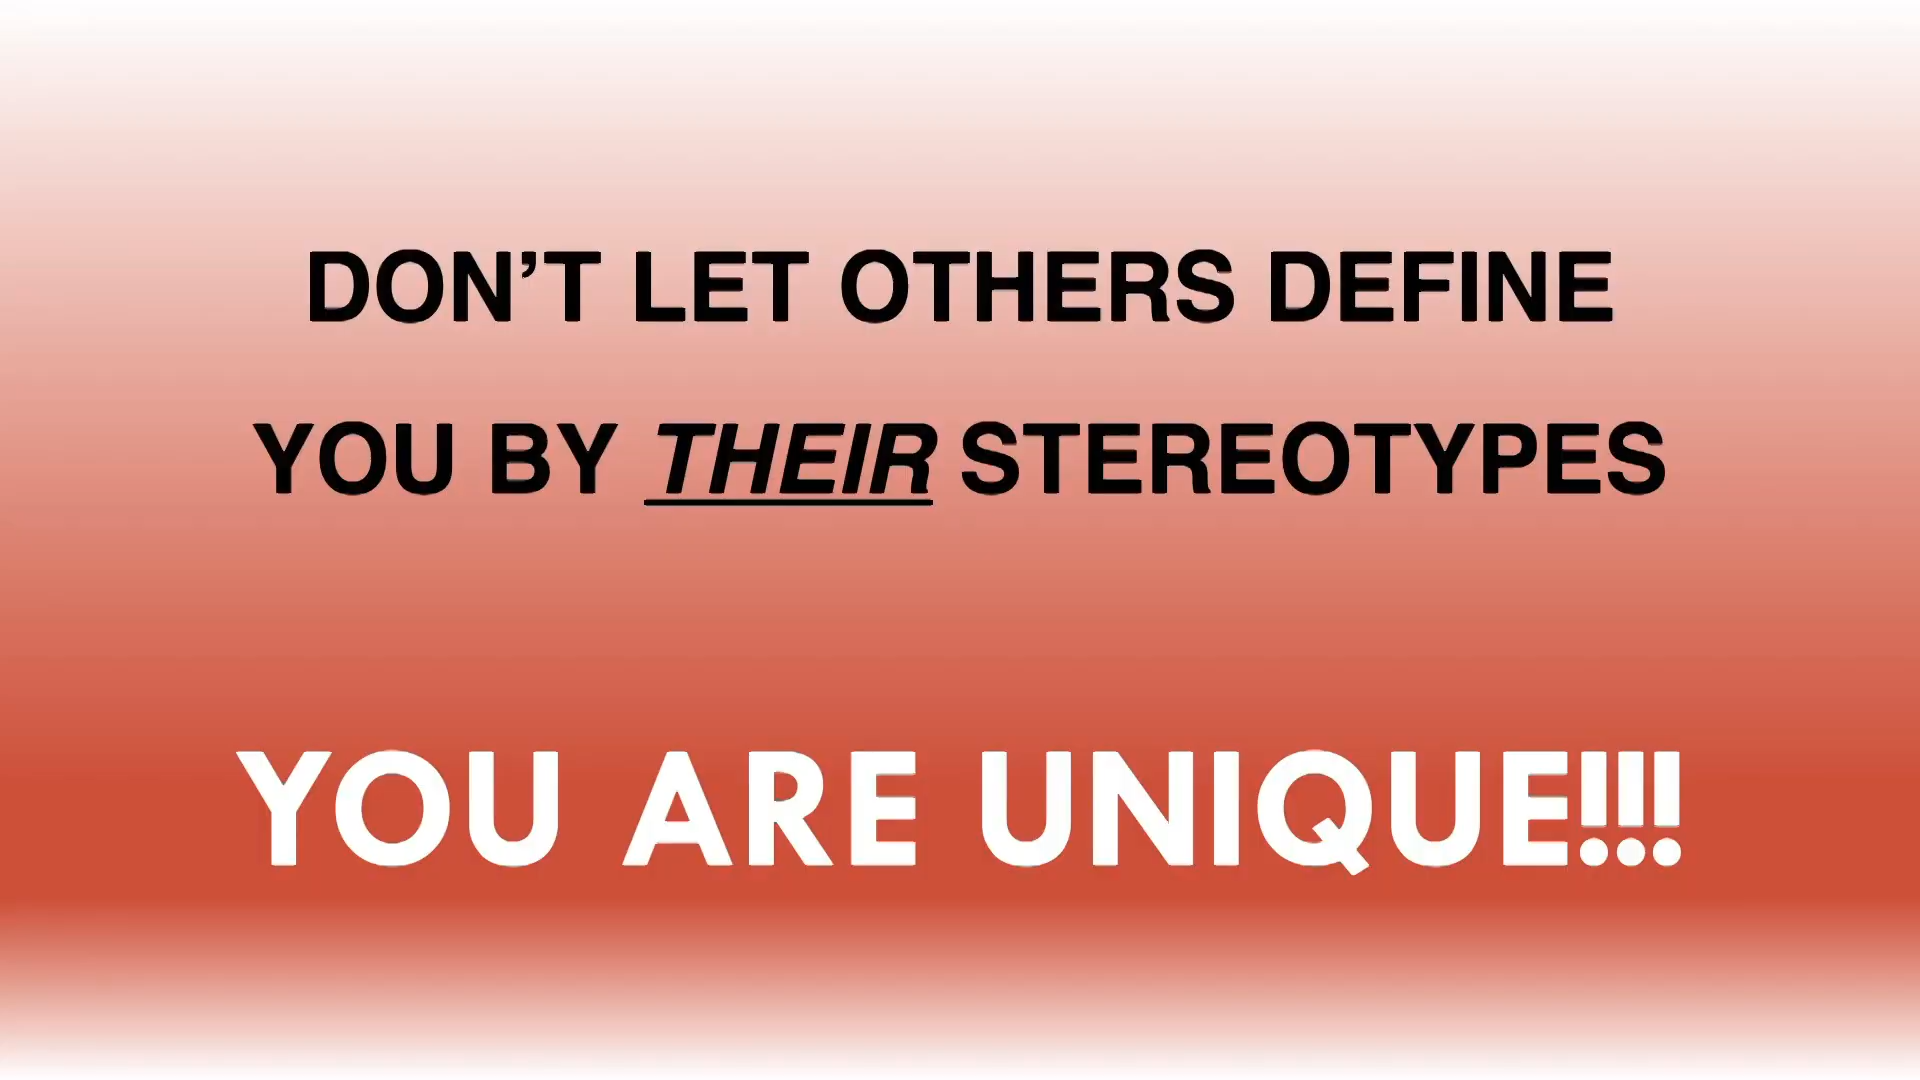 DON’T LET OTHERS DEFINE
YOU BY THEIR STEREOTYPES
YOU ARE UNIQUE!!!